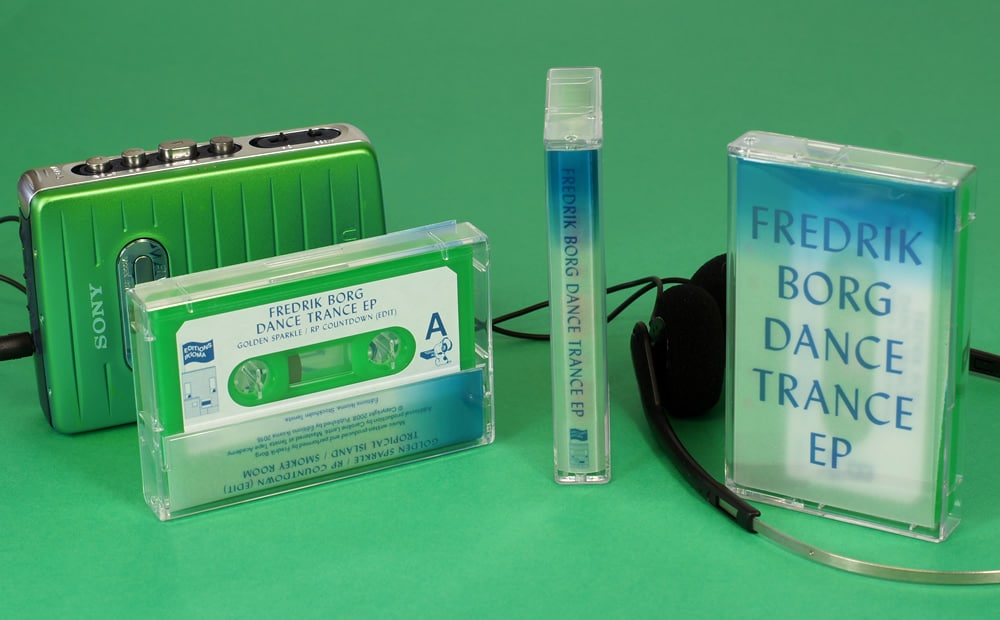 SONY
FREDRIK BORG
DANCE TRANCE EP
GOLDEN SPARKLE / RP COUNTDOWN (EDIT)
A
EDITIONS
IKOMA
GOLDEN SPARKLE / RP COUNTDOWN (EDIT)
TROPICAL ISLAND / SMOKEY ROOM
FREDRIK BORG DANCE TRANCE EP
FREDRIK
BORG
DANCE
TRANCE
EP